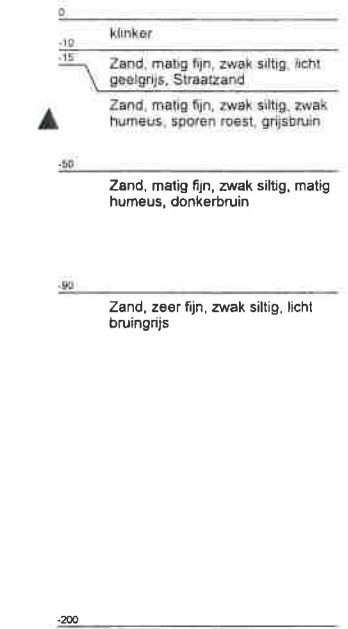 0
klinker
-10
-15
Zand, matig fijn, zwak siltig, licht
geelgrijs, Straatzand
Zand, matig fijn, zwak siltig, zwak
humeus, sporen roest, grijsbruin
-50
Zand, matig fijn, zwak siltig, matig
humeus, donkerbruin
-90
Zand, zeer fijn, zwak siltig, licht
bruingrijs
-200